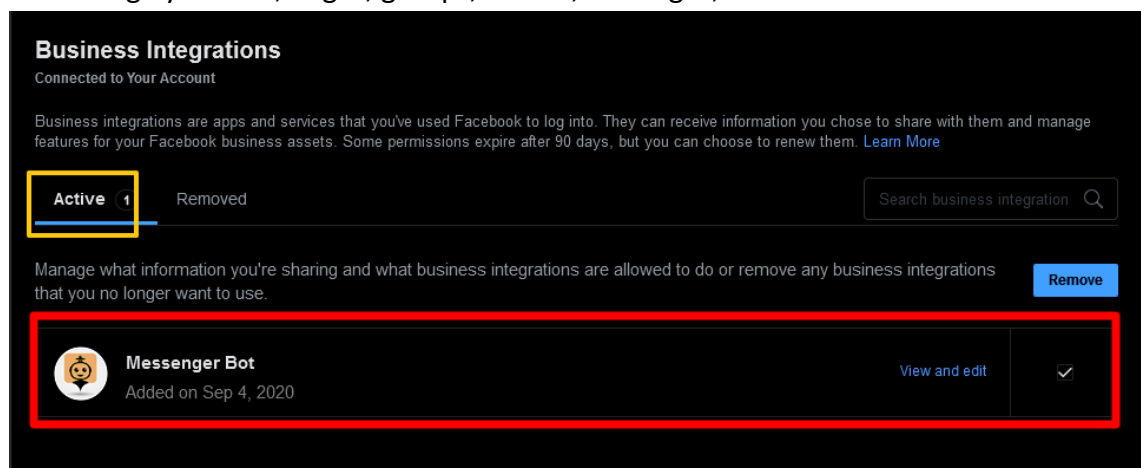 Business Integrations
Connected to Your Account
Business integrations are apps and services that you've used Facebook to log into. They can receive information you chose to share with them and manage
features for your Facebook business assets. Some permissions expire after 90 days, but you can choose to renew them. Learn More
Active 1 Removed Search business integration
Manage what information you're sharing and what business integrations are allowed to do or remove any business integrations
that you no longer want to use. Remove
Messenger Bot
Added on Sep 4, 2020
View and edit